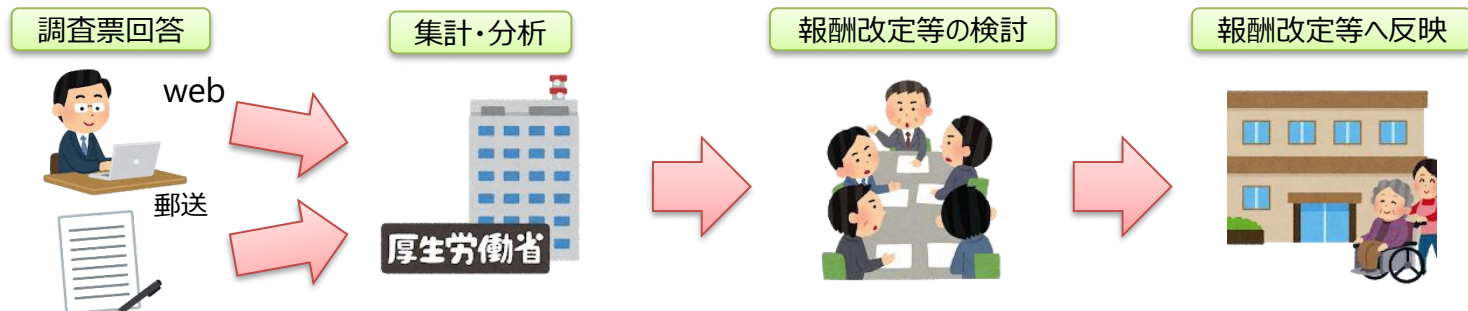 調査票回答
集計・分析
報酬改定等の検討
報酬改定等へ反映
web
郵送
厚生労働省